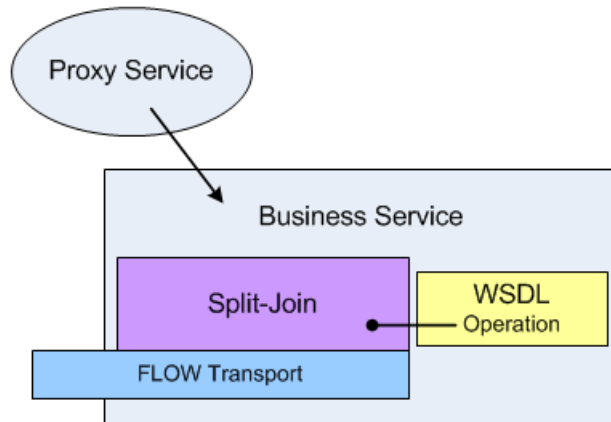 Proxy Service
Business Service
Split-Join
WSDL
Operation
FLOW Transport